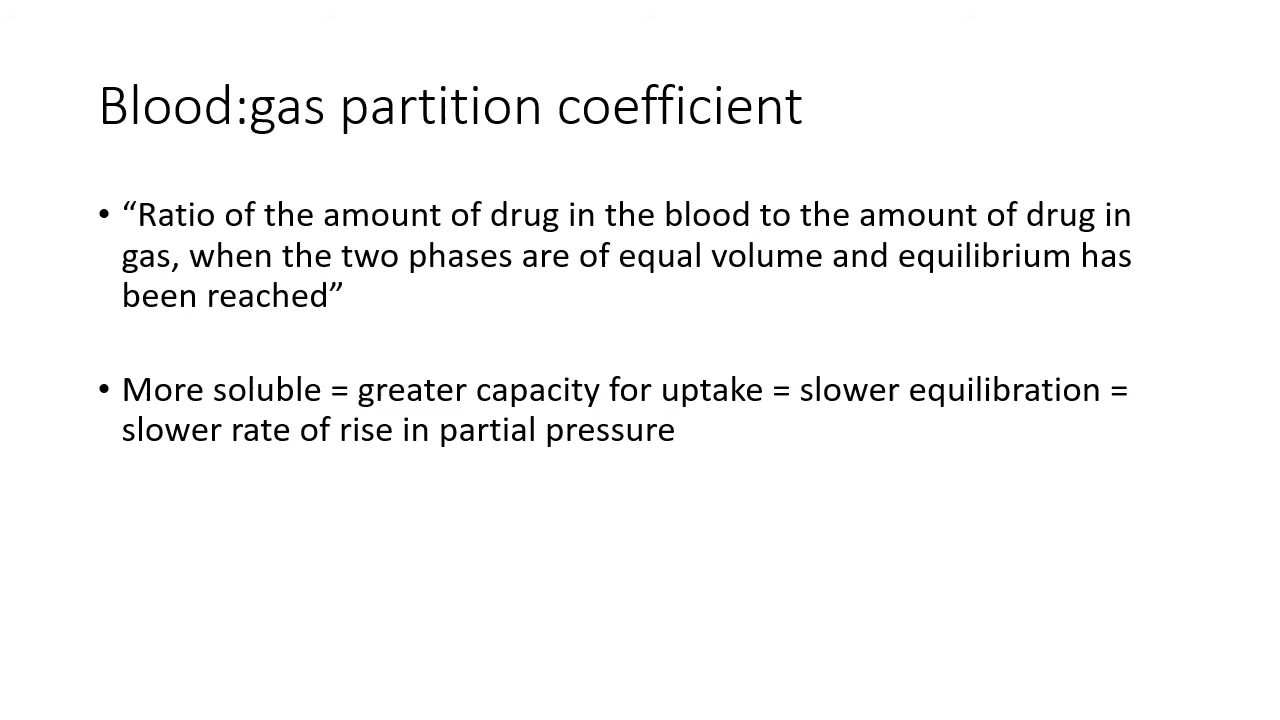 Blood:gas partition coefficient
• “Ratio of the amount of drug in the blood to the amount of drug in
gas, when the two phases are of equal volume and equilibrium has
been reached”
• More soluble = greater capacity for uptake = slower equilibration =
slower rate of rise in partial pressure